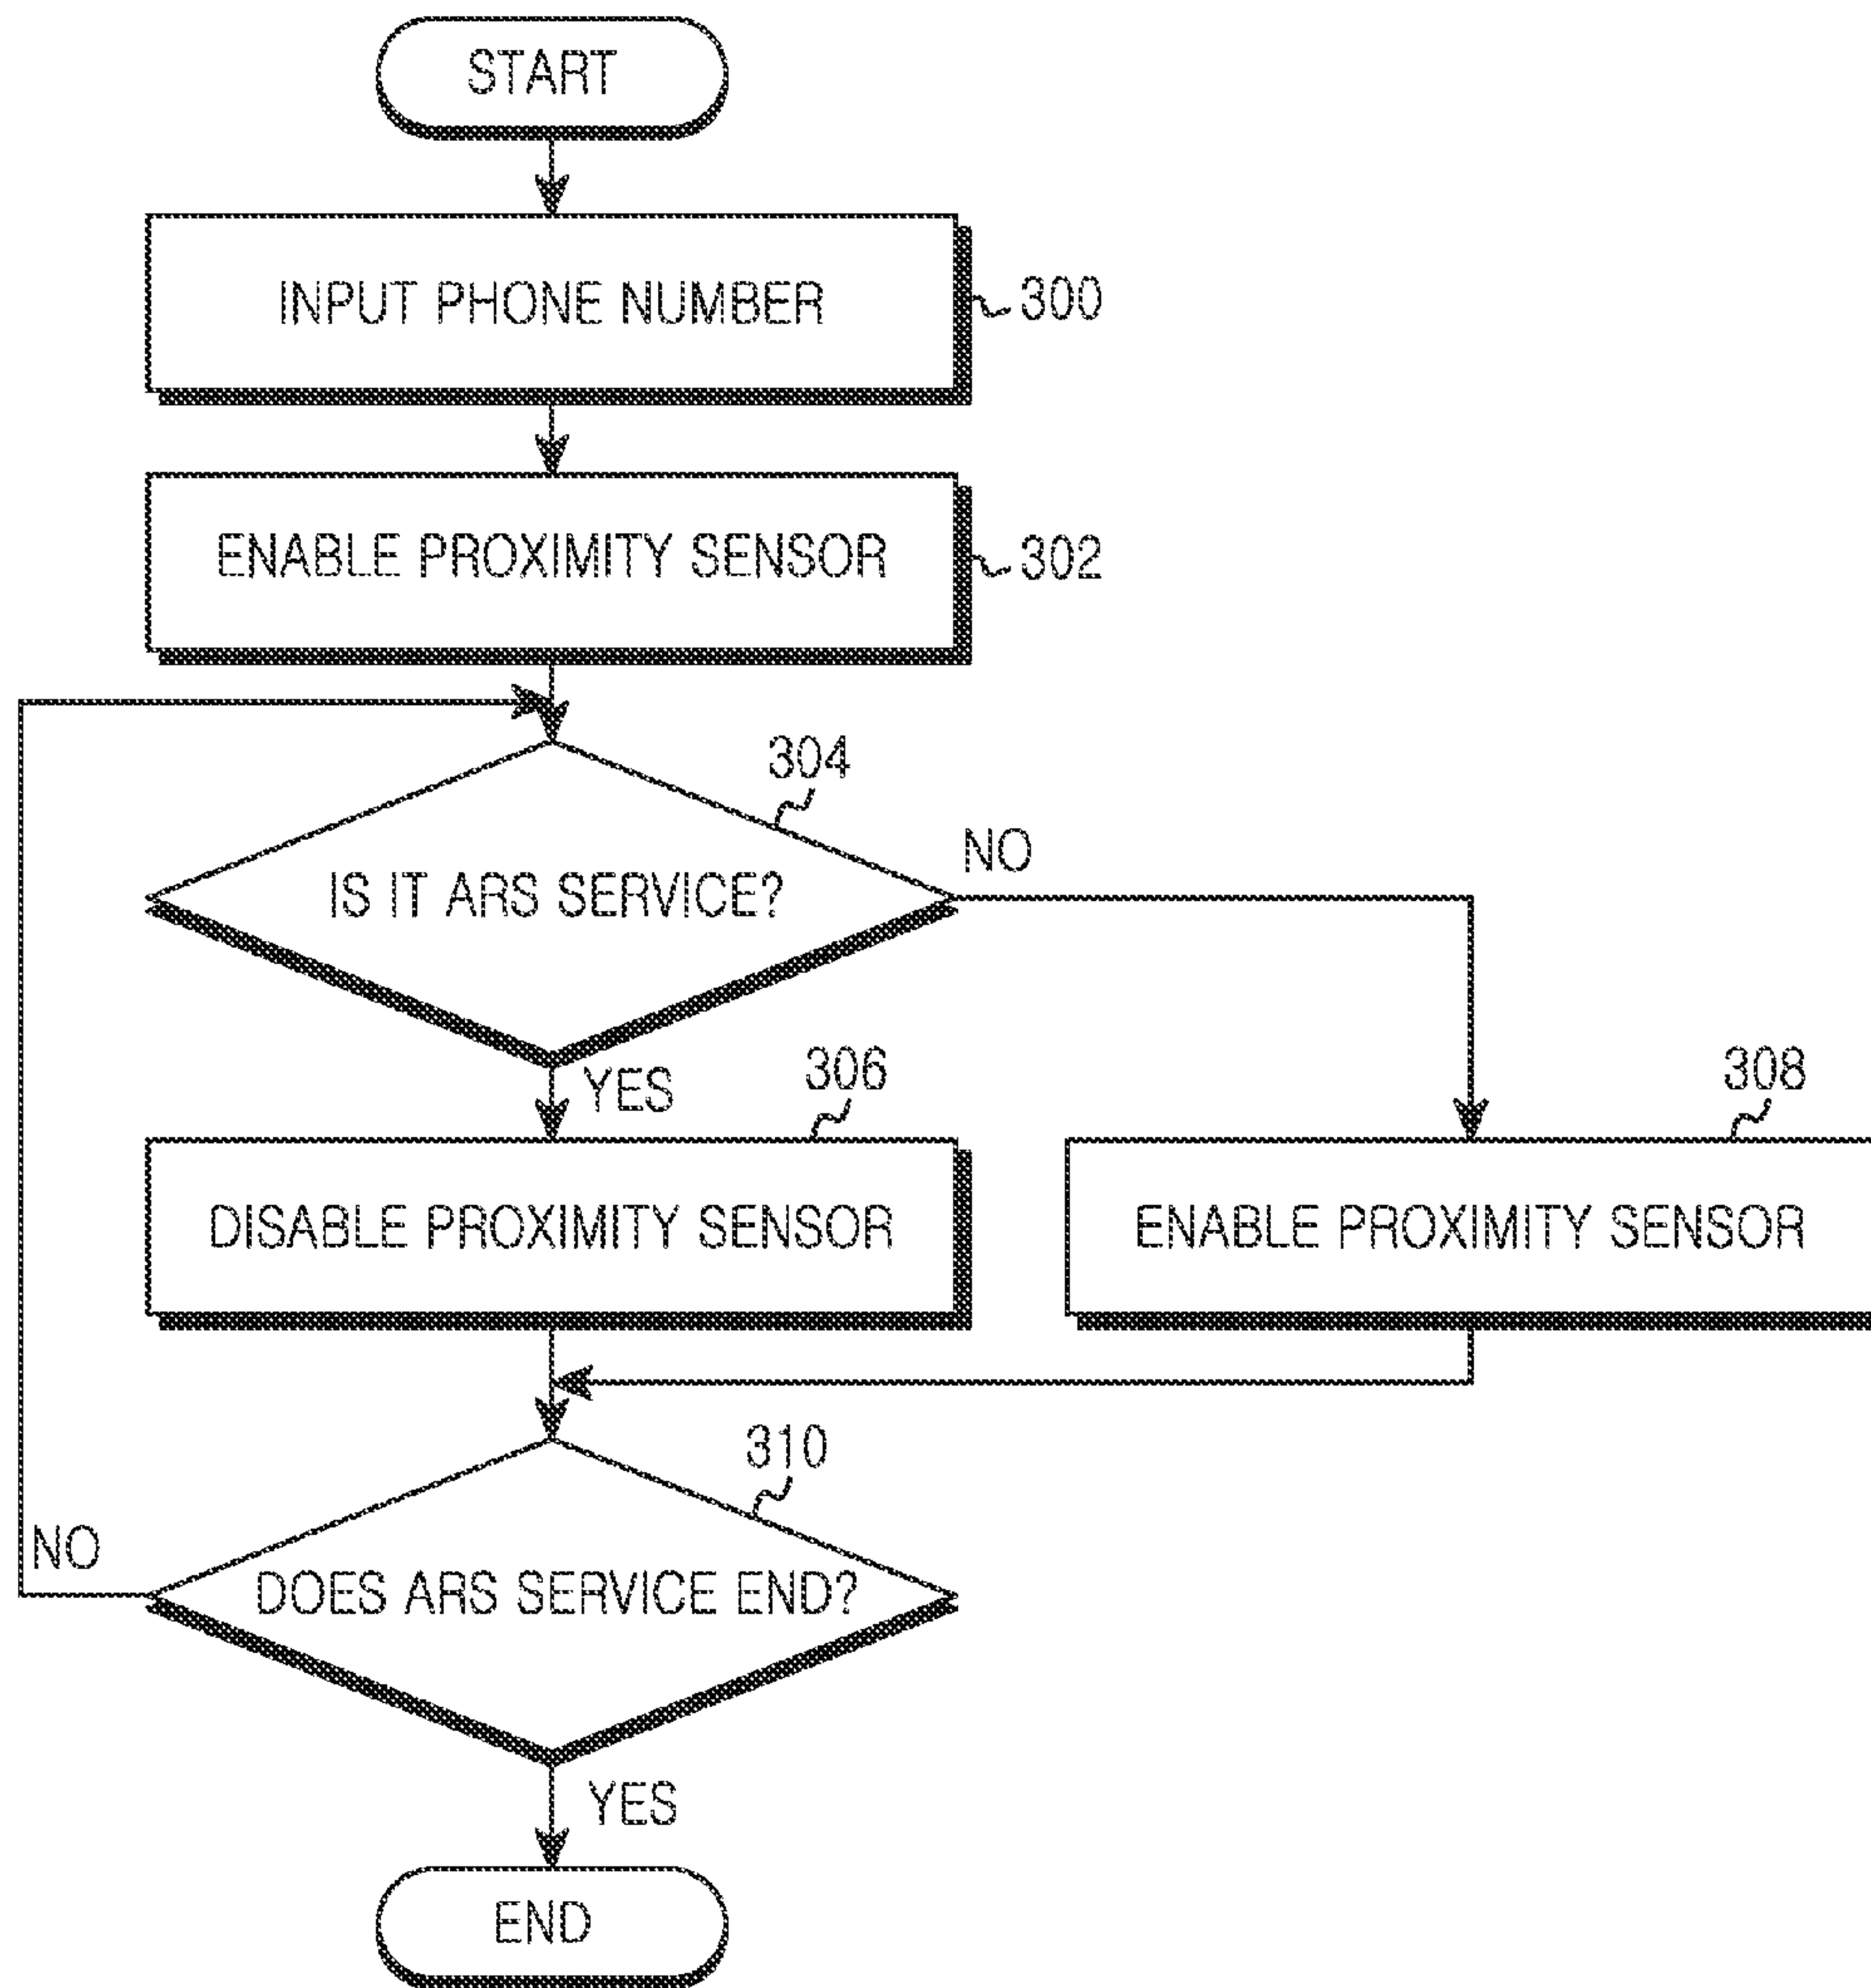 START
INPUT PHONE NUMBER
300
ENABLE PROXIMITY SENSOR
302
304
IS IT ARS SERVICE?
NO
YES
306
308
DISABLE PROXIMITY SENSOR
ENABLE PROXIMITY SENSOR
310
NO
DOES ARS SERVICE END?
YES
END